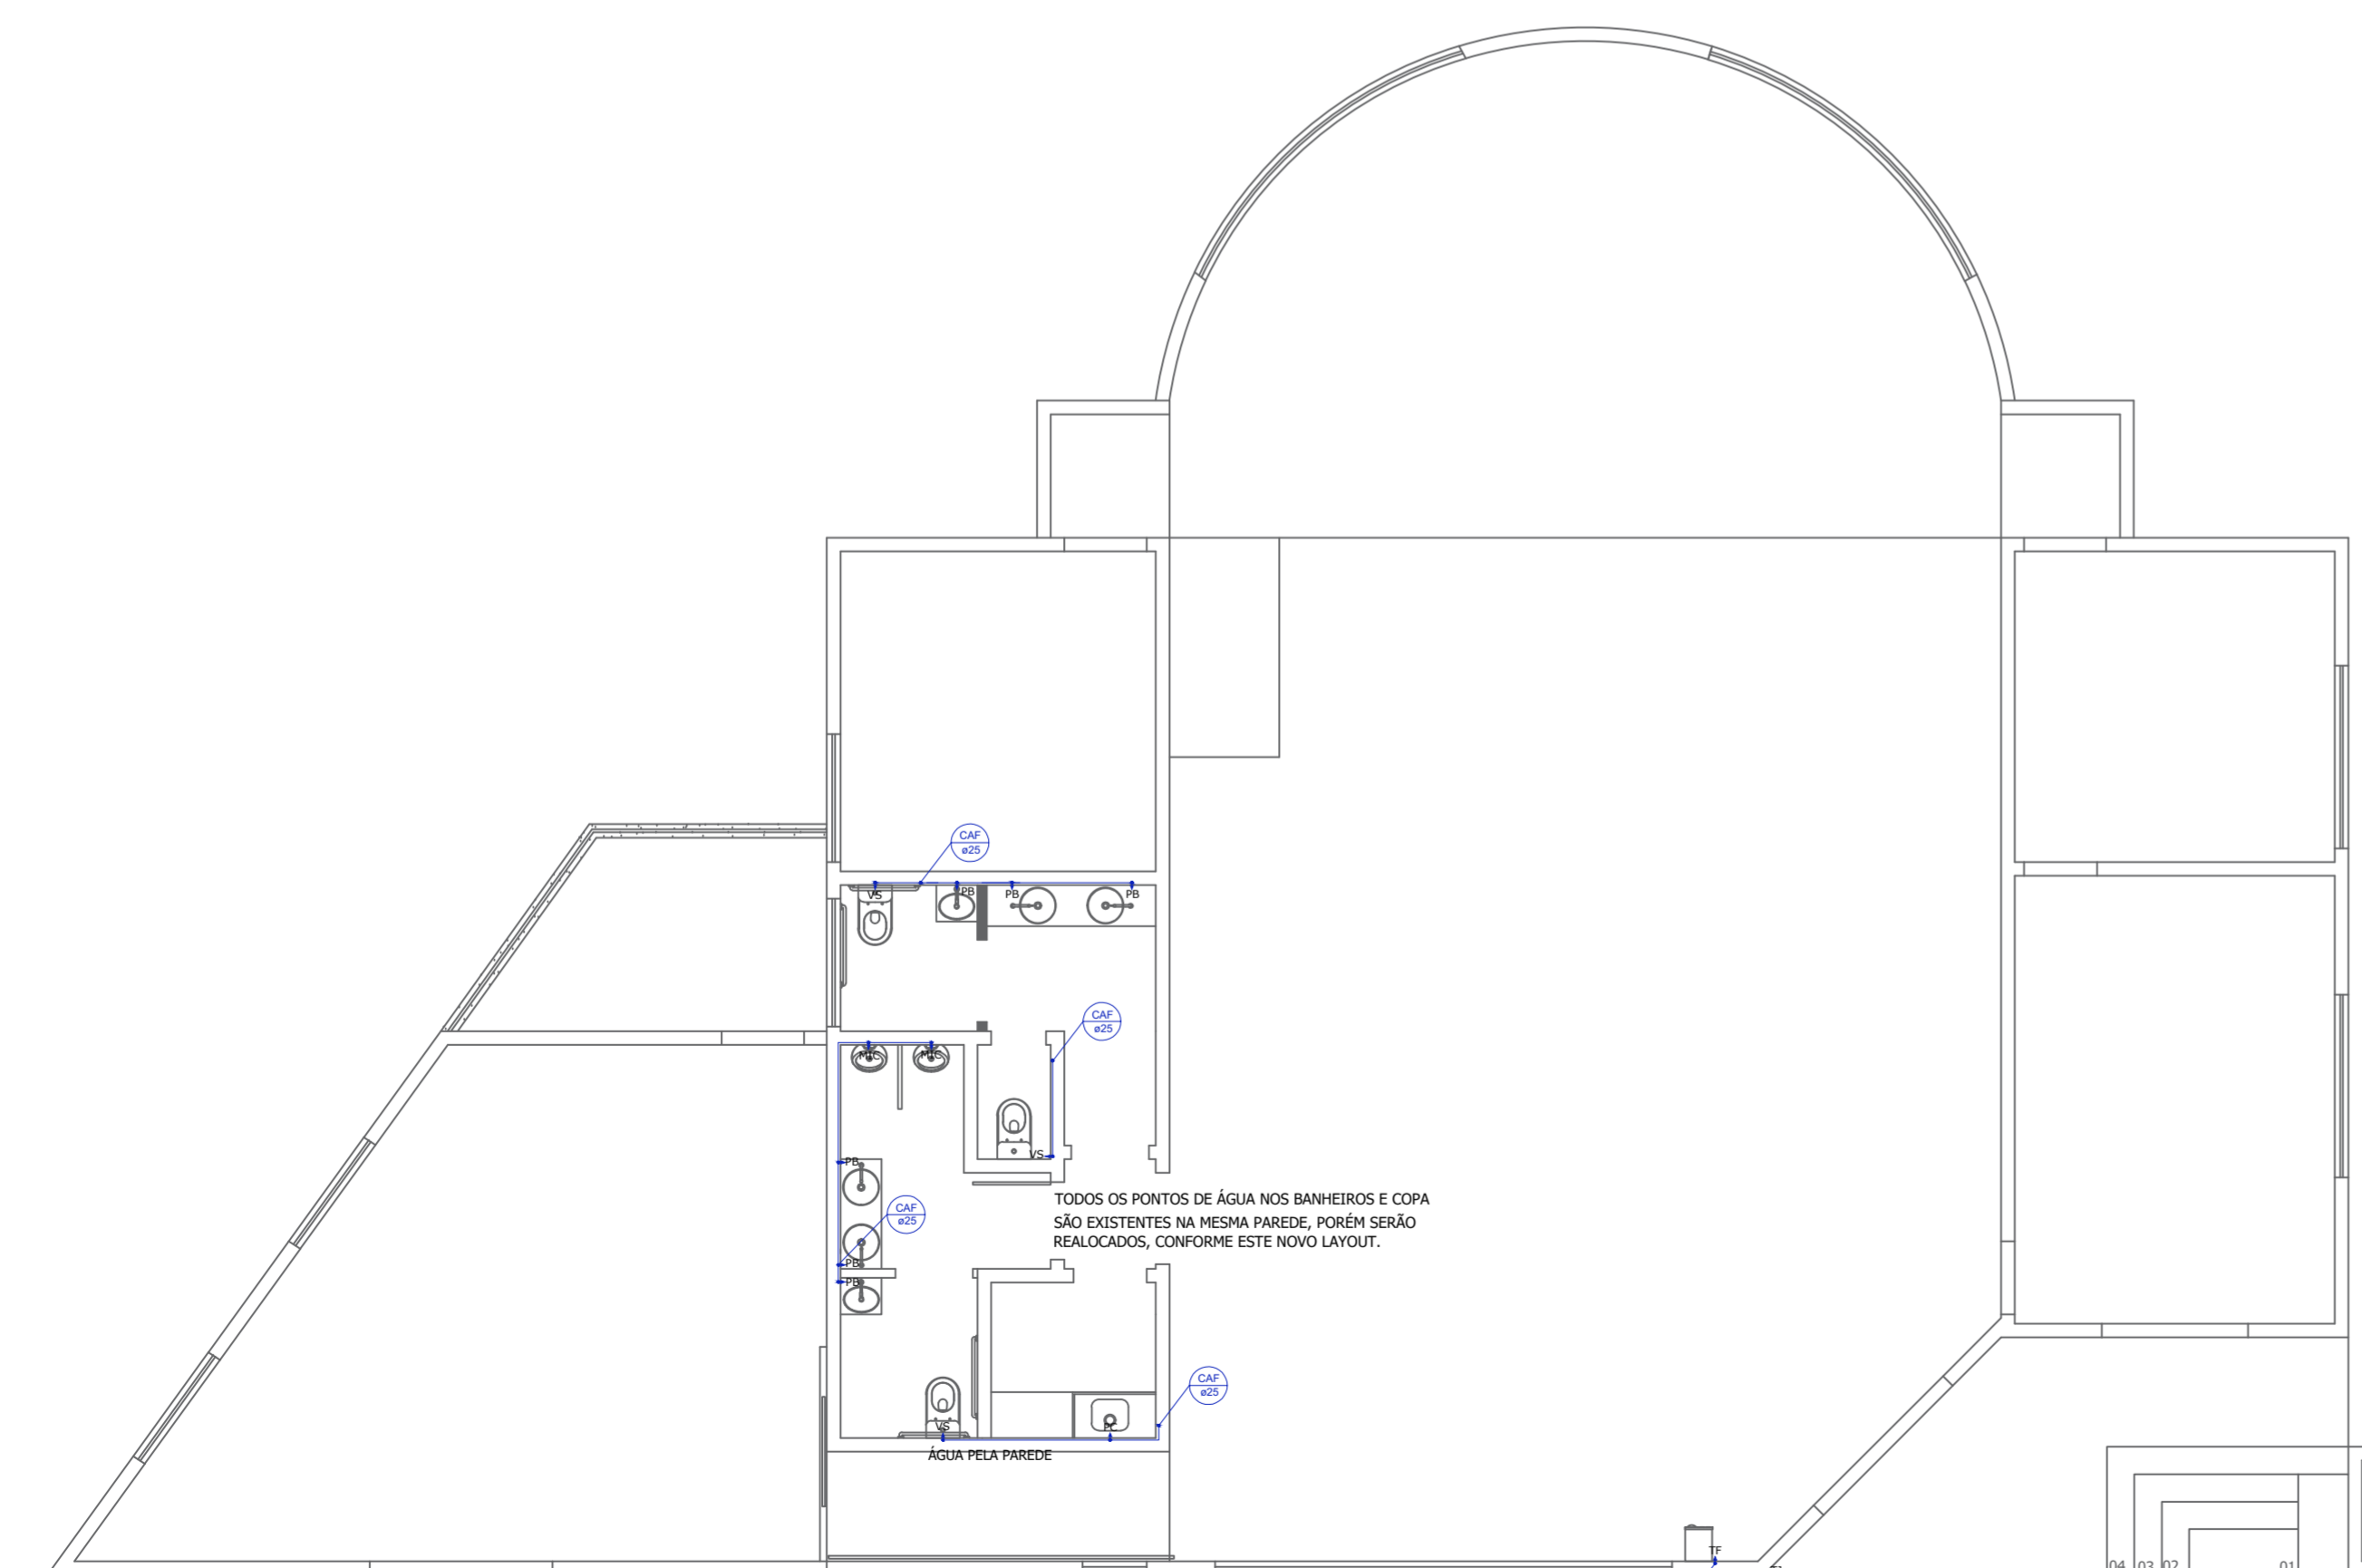 CAF
ø25
VS
PB
PB
PB
CAF
ø25
MIC
MIC
VS
PB
TODOS OS PONTOS DE ÁGUA NOS BANHEIROS E COPA
SÃO EXISTENTES NA MESMA PAREDE, PORÉM SERÃO
REALOCADOS, CONFORME ESTE NOVO LAYOUT.
CAF
ø25
PB
PB
CAF
ø25
VS
PC
ÁGUA PELA PAREDE
TF
04 03 02 01